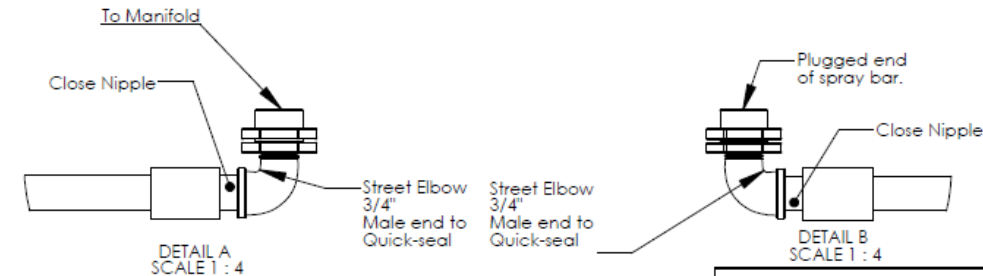 To Manifold
Close Nipple
Street Elbow
3/4"
Male end to
Quick-seal
DETAIL A
SCALE 1 : 4
Plugged end
of spray bar.
Close Nipple
Street Elbow
3/4"
Male end to
Quick-seal
DETAIL B
SCALE 1 : 4